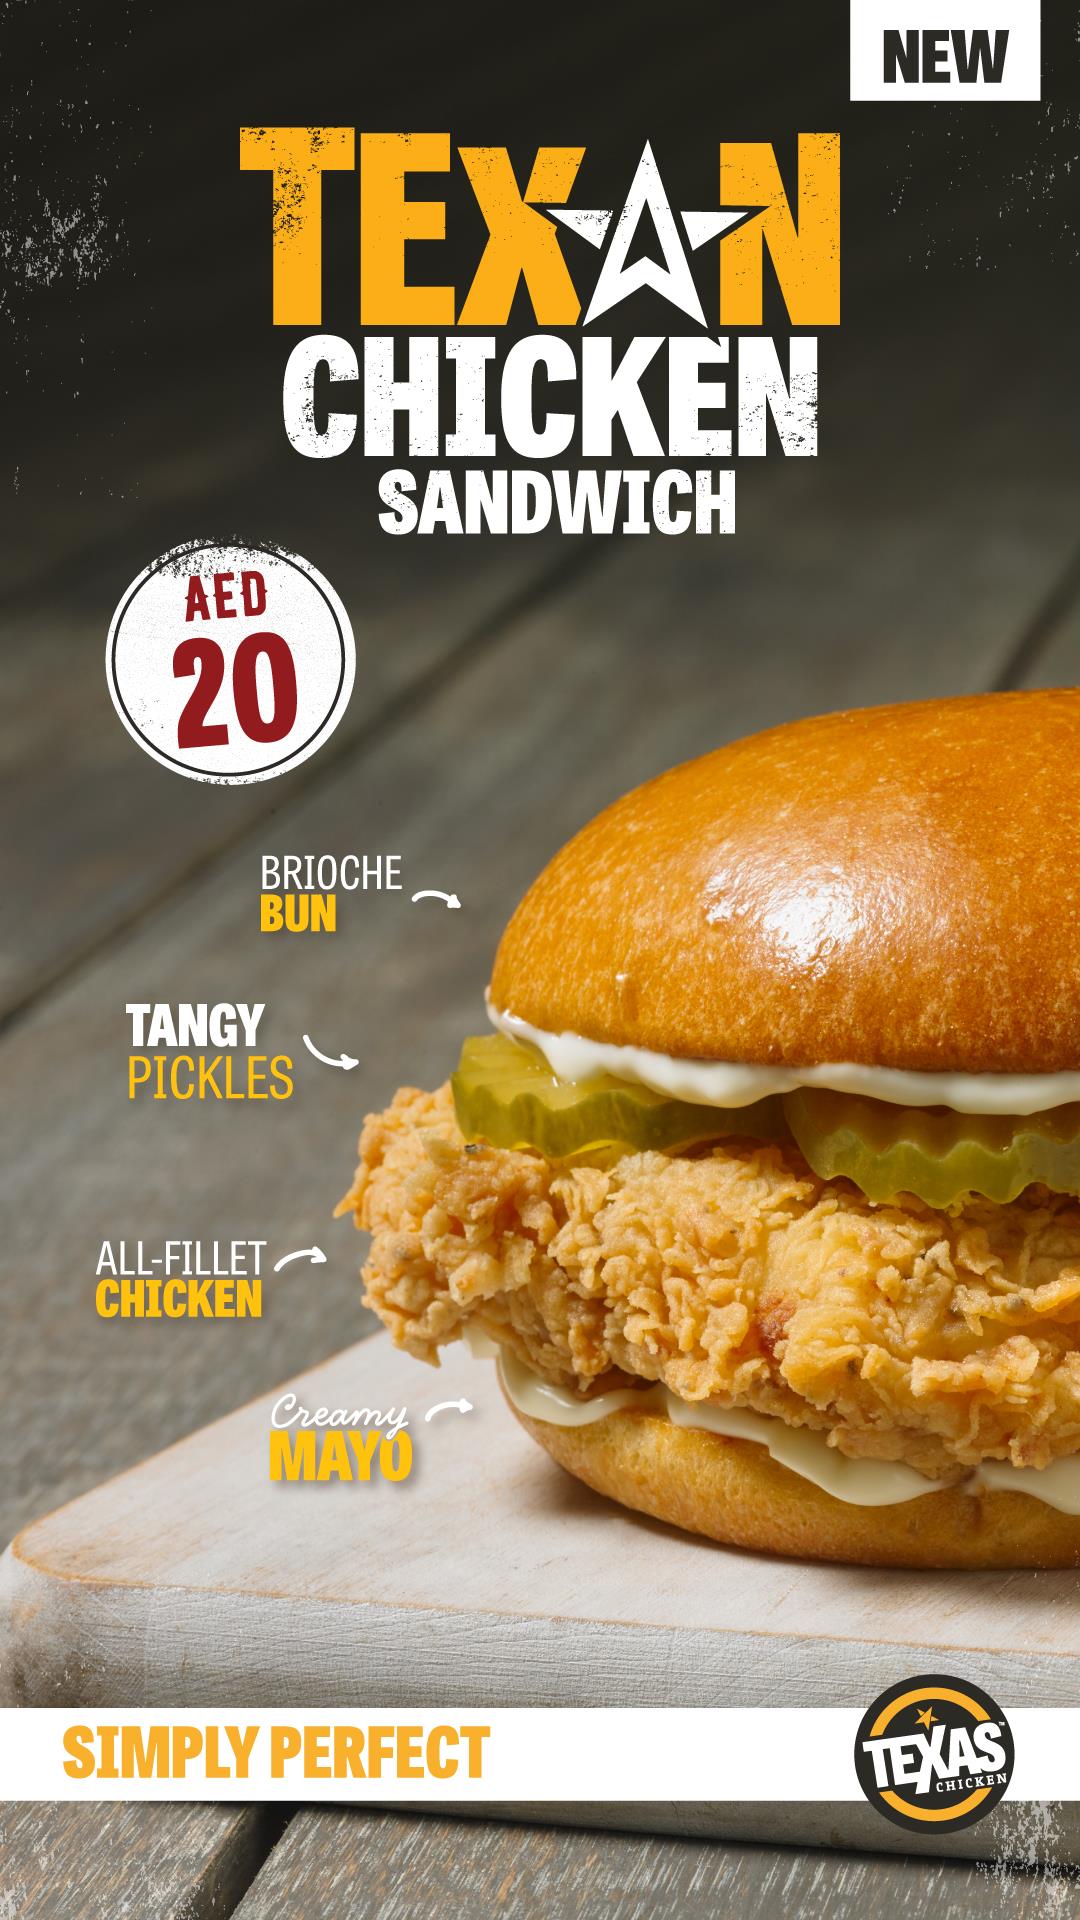 NEW
TEXAN
CHICKEN
SANDWICH
AED
20
BRIOCHE
BUN
TANGY
PICKLES
ALL-FILLET
CHICKEN
Creamy
MAYO
SIMPLY PERFECT
TEXAS
CHICKEN